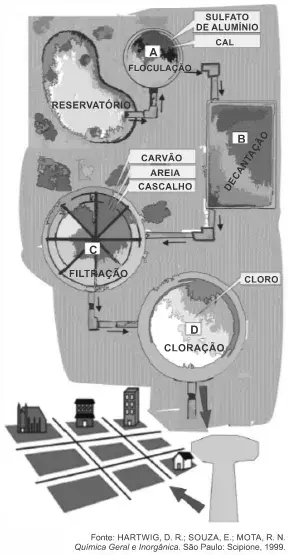 SULFATO
DE ALUMÍNIO
CAL
A
FLOCULAÇÃO
RESERVATÓRIO
B
DECANTAÇÃO
CARVÃO
AREIA
CASCALHO
C
FILTRAÇÃO
CLORO
D
CLORAÇÃO
Fonte: HARTWIG, D. R.; SOUZA, E.; MOTA, R. N.
Química Geral e Inorgânica. São Paulo: Scipione, 1999.